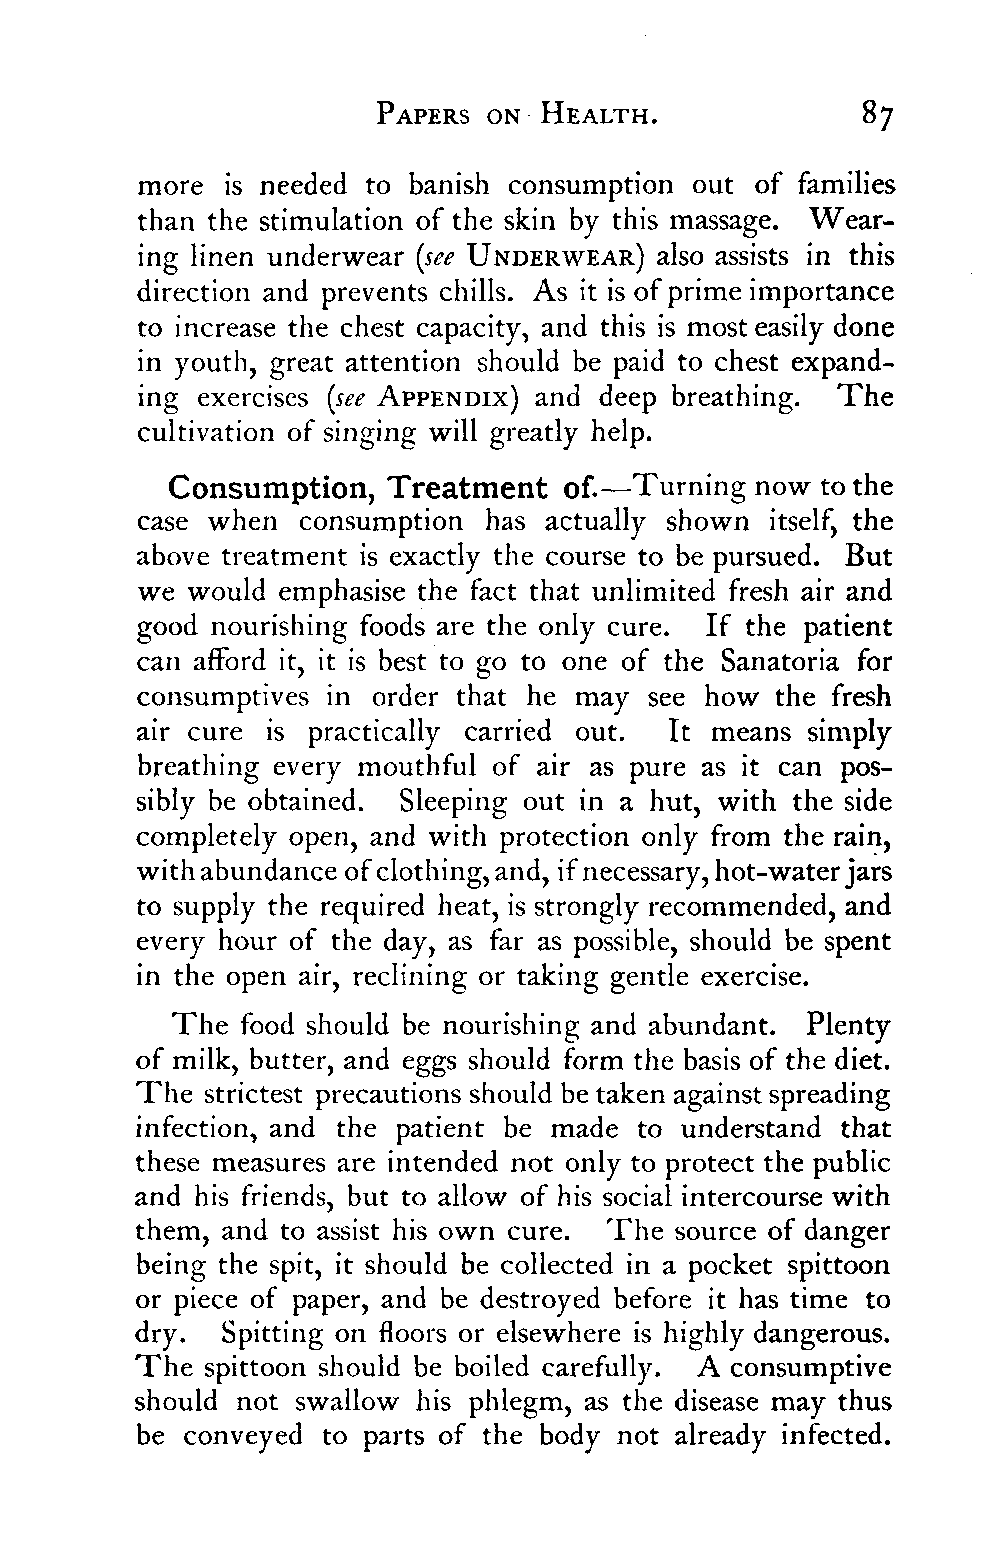 Papers on Health. 87
more is needed to banish consumption out of families
than the stimulation of the skin by this massage. Wear-
ing linen underwear (see Underwear) also assists in this
direction and prevents chills. As it is of prime importance
to increase the chest capacity, and this is most easily done
in youth, great attention should be paid to chest expand-
ing exercises (see Appendix) and deep breathing. The
cultivation of singing will greatly help.
Consumption, Treatment of.—Turning now to the
case when consumption has actually shown itself, the
above treatment is exactly the course to be pursued. But
we would emphasise the fact that unlimited fresh air and
good nourishing foods are the only cure. If the patient
can afford it, it is best to go to one of the Sanatoria for
consumptives in order that he may see how the fresh
air cure is practically carried out. It means simply
breathing every mouthful of air as pure as it can pos-
sibly be obtained. Sleeping out in a hut, with the side
completely open, and with protection only from the rain,
with abundance of clothing, and, if necessary, hot-water jars
to supply the required heat, is strongly recommended, and
every hour of the day, as far as possible, should be spent
in the open air, reclining or taking gentle exercise.
The food should be nourishing and abundant. Plenty
of milk, butter, and eggs should form the basis of the diet.
The strictest precautions should be taken against spreading
infection, and the patient be made to understand that
these measures are intended not only to protect the public
and his friends, but to allow of his social intercourse with
them, and to assist his own cure. The source of danger
being the spit, it should be collected in a pocket spittoon
or piece of paper, and be destroyed before it has time to
dry. Spitting on floors or elsewhere is highly dangerous.
The spittoon should be boiled carefully. A consumptive
should not swallow his phlegm, as the disease may thus
be conveyed to parts of the body not already infected.